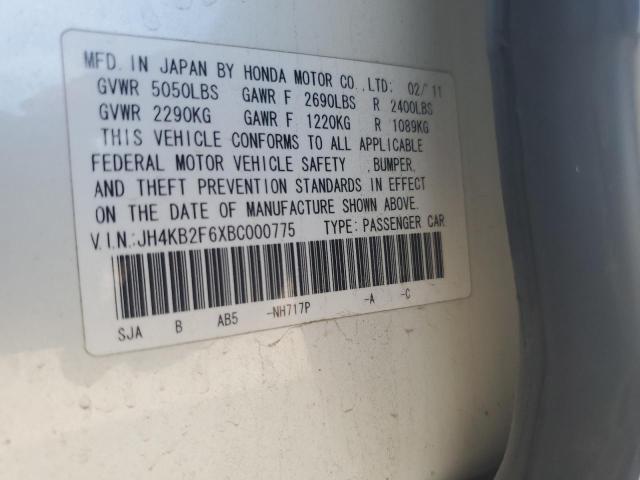 MFD. IN JAPAN BY HONDA MOTOR CO.,LTD: 02/11
GVWR 5050LBS GAWR F 2690LBS R 2400LBS
GVWR 2290KG GAWR F 1220KG R 1089KG
THIS VEHICLE CONFORMS TO ALL APPLICABLE
FEDERAL MOTOR VEHICLE SAFETY ,BUMPER,
AND THEFT PREVENTION STANDARDS IN EFFECT
ON THE DATE OF MANUFACTURE SHOWN ABOVE.
V.I.N:JH4KB2F6XBC000775 TYPE: PASSENGER CAR
SJA B AB5 -NH717P -A -C